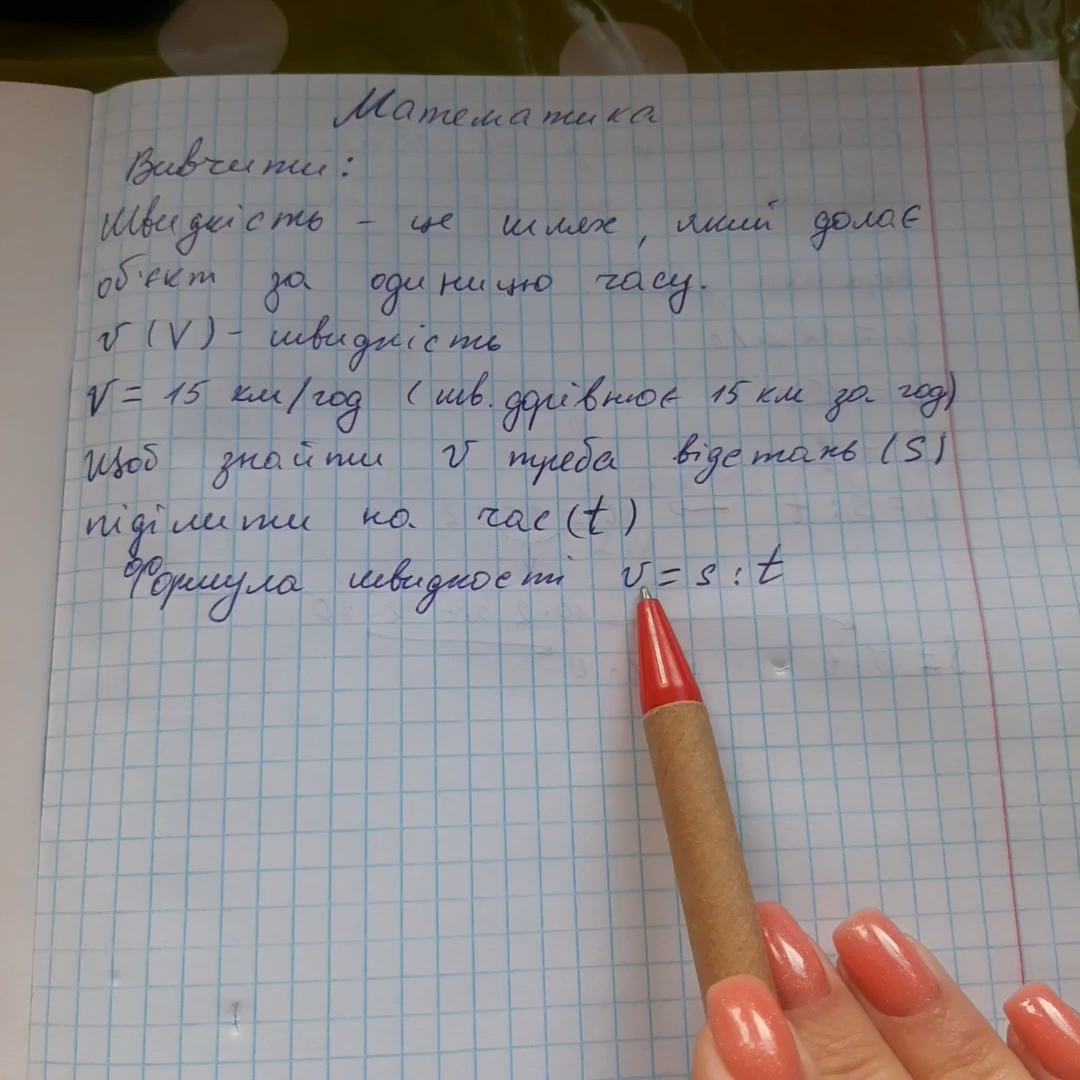 Математика
Вивчити:
Швидкість - це шлях, який долає
об'єкт за одиницю часу.
v (V) - швидкість
V = 15 км/год (шв. дорівнює 15 км за год)
Щоб знайти V треба відстань (S)
поділити на час (t)
Формула швидкості v = s : t